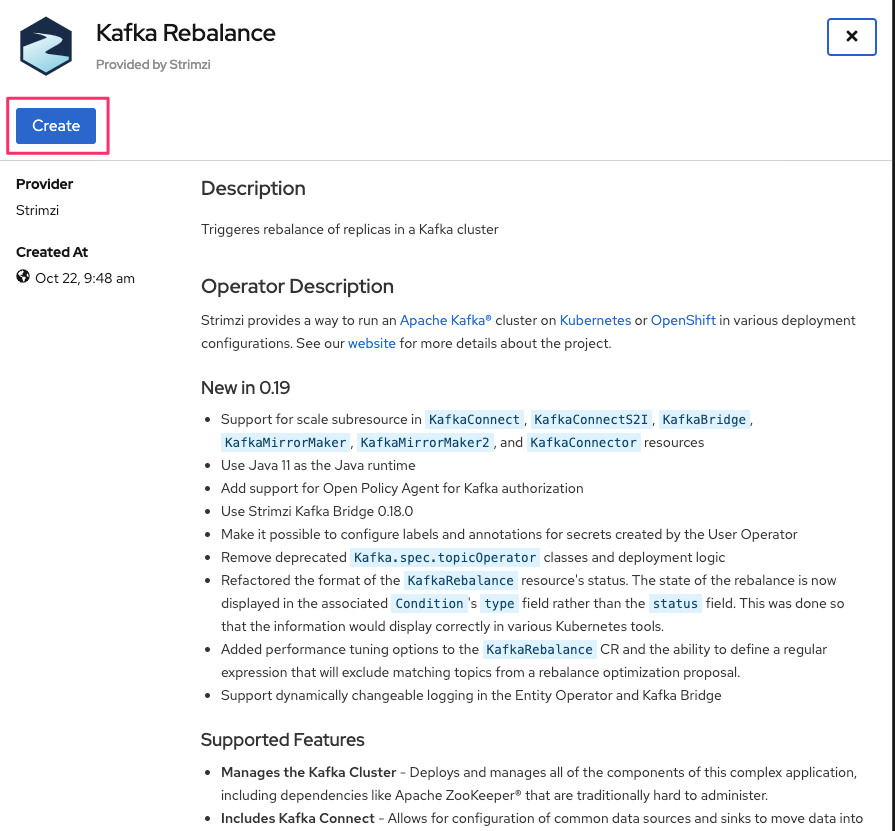 Kafka Rebalance
Provided by Strimzi
Create
Provider
Strimzi
Created At
Oct 22, 9:48 am
Description
Triggeres rebalance of replicas in a Kafka cluster
Operator Description
Strimzi provides a way to run an Apache Kafka® cluster on Kubernetes or OpenShift in various deployment
configurations. See our website for more details about the project.
New in 0.19
• Support for scale subresource in KafkaConnect, KafkaConnectS2I, KafkaBridge,
KafkaMirrorMaker, KafkaMirrorMaker2, and KafkaConnector resources
• Use Java 11 as the Java runtime
• Add support for Open Policy Agent for Kafka authorization
• Use Strimzi Kafka Bridge 0.18.0
• Make it possible to configure labels and annotations for secrets created by the User Operator
• Remove deprecated Kafka.spec.topicOperator classes and deployment logic
• Refactored the format of the KafkaRebalance resource's status. The state of the rebalance is now
displayed in the associated Condition's type field rather than the status field. This was done so
that the information would display correctly in various Kubernetes tools.
• Added performance tuning options to the KafkaRebalance CR and the ability to define a regular
expression that will exclude matching topics from a rebalance optimization proposal.
• Support dynamically changeable logging in the Entity Operator and Kafka Bridge
Supported Features
• Manages the Kafka Cluster - Deploys and manages all of the components of this complex application,
including dependencies like Apache ZooKeeper® that are traditionally hard to administer.
• Includes Kafka Connect - Allows for configuration of common data sources and sinks to move data into